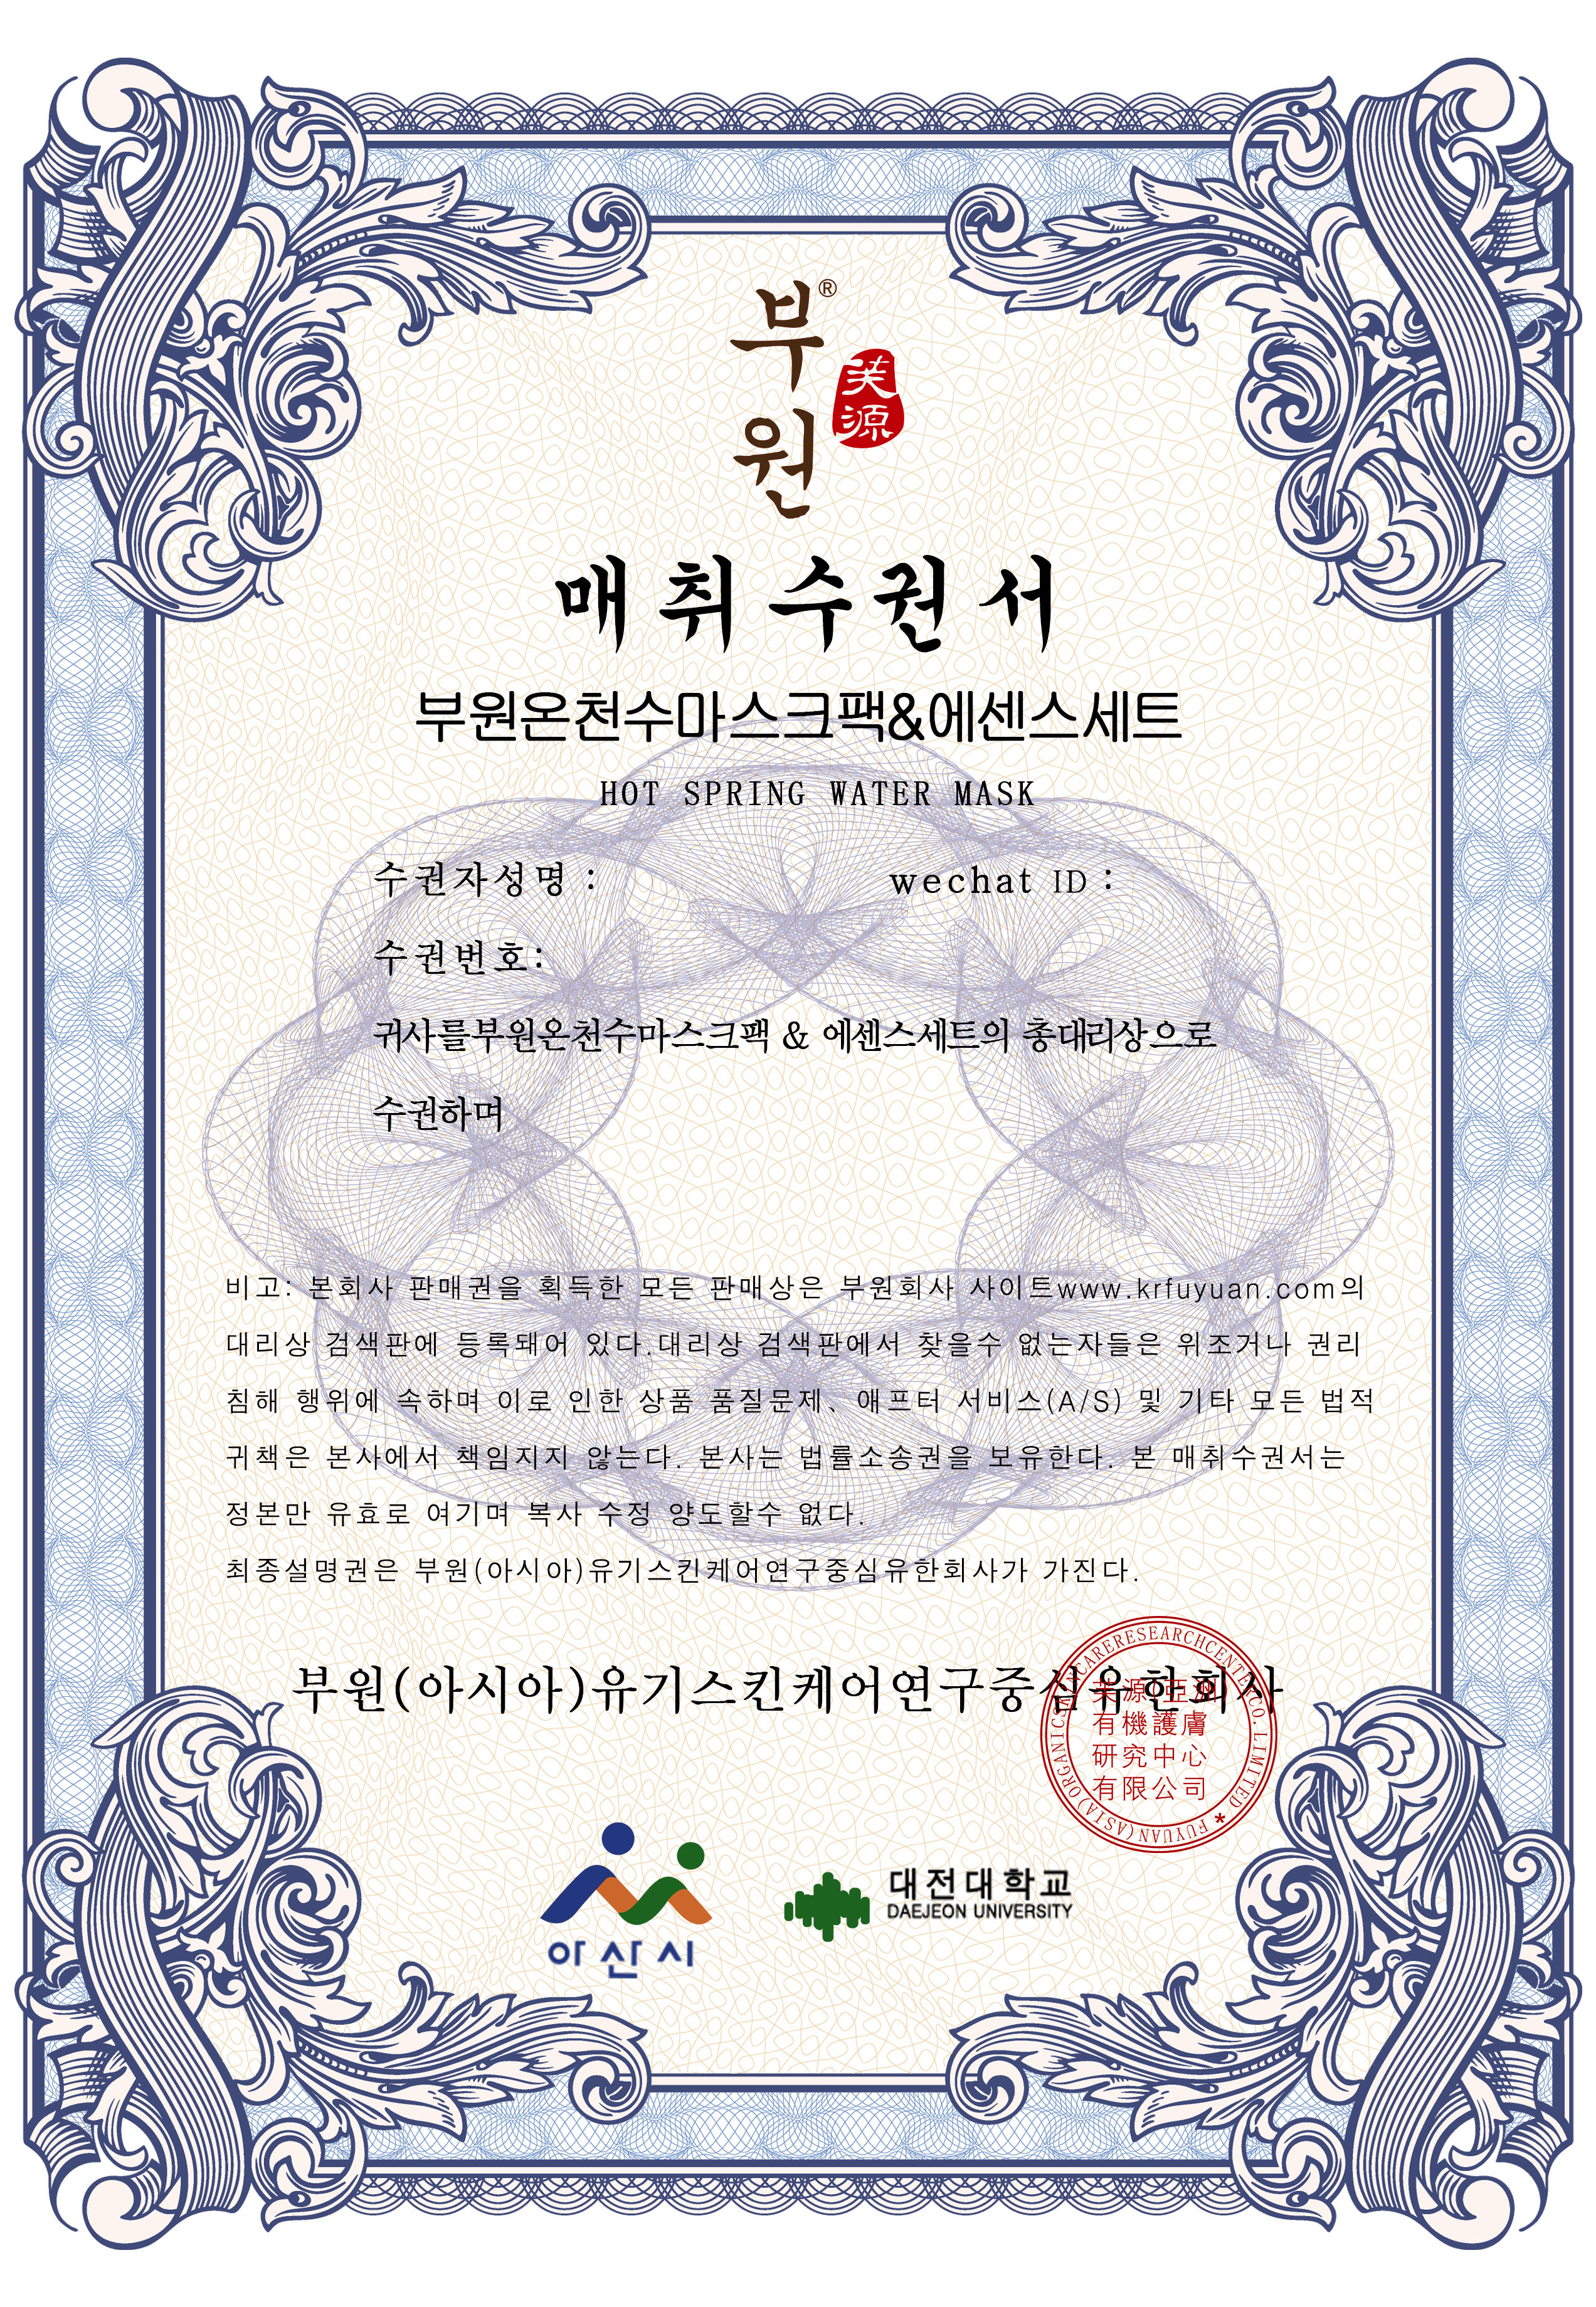 부원®
芙源
매취수권서
부원온천수마스크팩&에센스세트
HOT SPRING WATER MASK
수권자성명 : wechat ID :
수권번호:
귀사를부원온천수마스크팩 & 에센스세트의 총대리상으로
수권하며
비고: 본회사 판매권을 획득한 모든 판매상은 부원회사 사이트www.krfuyuan.com의
대리상 검색판에 등록돼어 있다.대리상 검색판에서 찾을수 없는자들은 위조거나 권리
침해 행위에 속하며 이로 인한 상품 품질문제、애프터 서비스(A/S) 및 기타 모든 법적
귀책은 본사에서 책임지지 않는다. 본사는 법률소송권을 보유한다. 본 매취수권서는
정본만 유효로 여기며 복사 수정 양도할수 없다.
최종설명권은 부원(아시아)유기스킨케어연구중심유한회사가 가진다.
부원(아시아)유기스킨케어연구중심유한회사
FUYUAN(ASIA)ORGANICSKINCARERESEARCHCENTERCO.LIMITED
芙源(亞洲)
有機護膚
研究中心
有限公司
아산시
대전대학교
DAEJEON UNIVERSITY